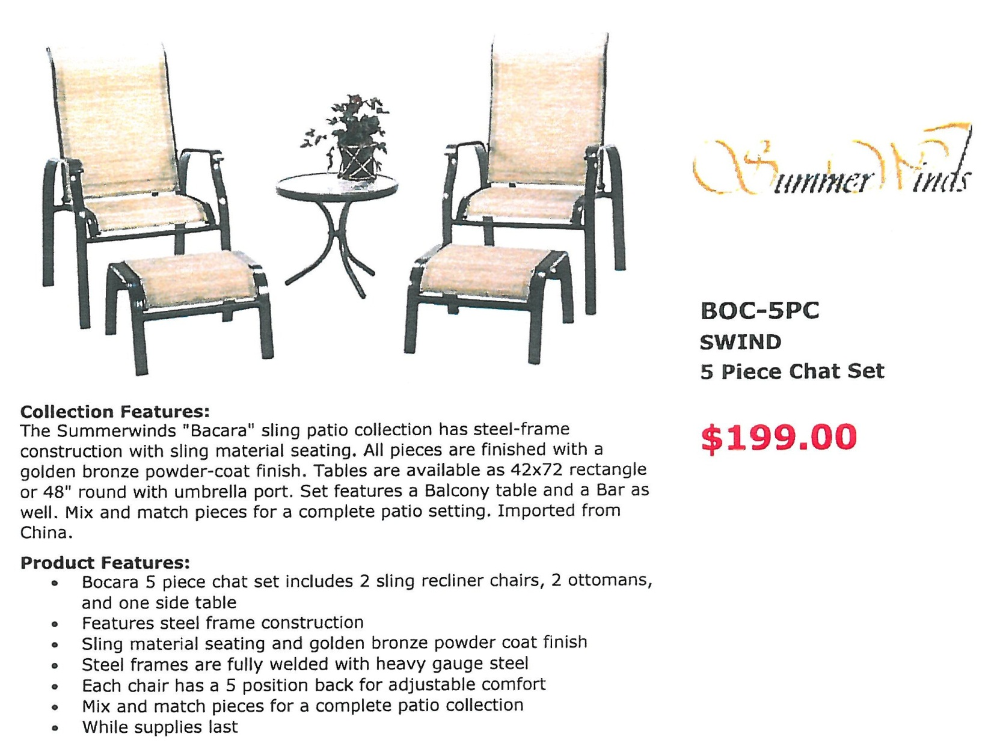 Summer Winds
BOC-5PC
SWIND
5 Piece Chat Set
$199.00
Collection Features:
The Summerwinds "Bacara" sling patio collection has steel-frame
construction with sling material seating. All pieces are finished with a
golden bronze powder-coat finish. Tables are available as 42x72 rectangle
or 48" round with umbrella port. Set features a Balcony table and a Bar as
well. Mix and match pieces for a complete patio setting. Imported from
China.
Product Features:
• Bocara 5 piece chat set includes 2 sling recliner chairs, 2 ottomans,
and one side table
• Features steel frame construction
• Sling material seating and golden bronze powder coat finish
• Steel frames are fully welded with heavy gauge steel
• Each chair has a 5 position back for adjustable comfort
• Mix and match pieces for a complete patio collection
• While supplies last